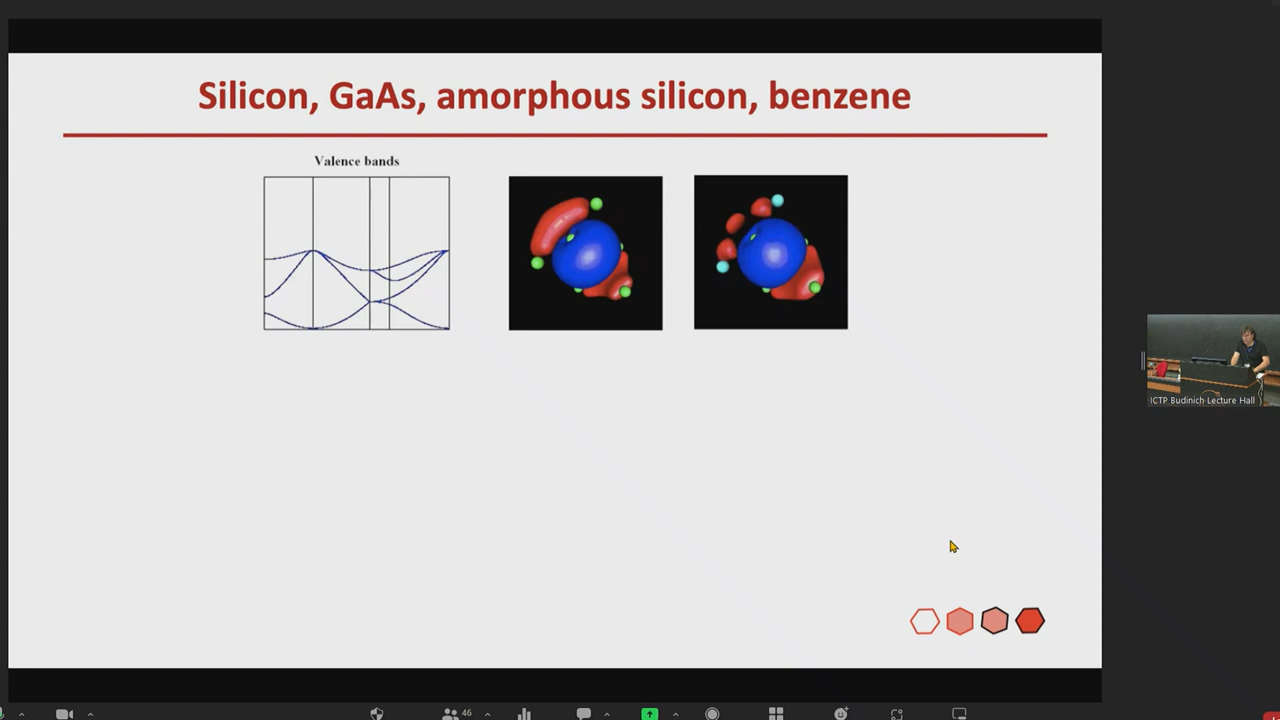 Silicon, GaAs, amorphous silicon, benzene
Valence bands
ICTP Budinich Lecture Hall
46